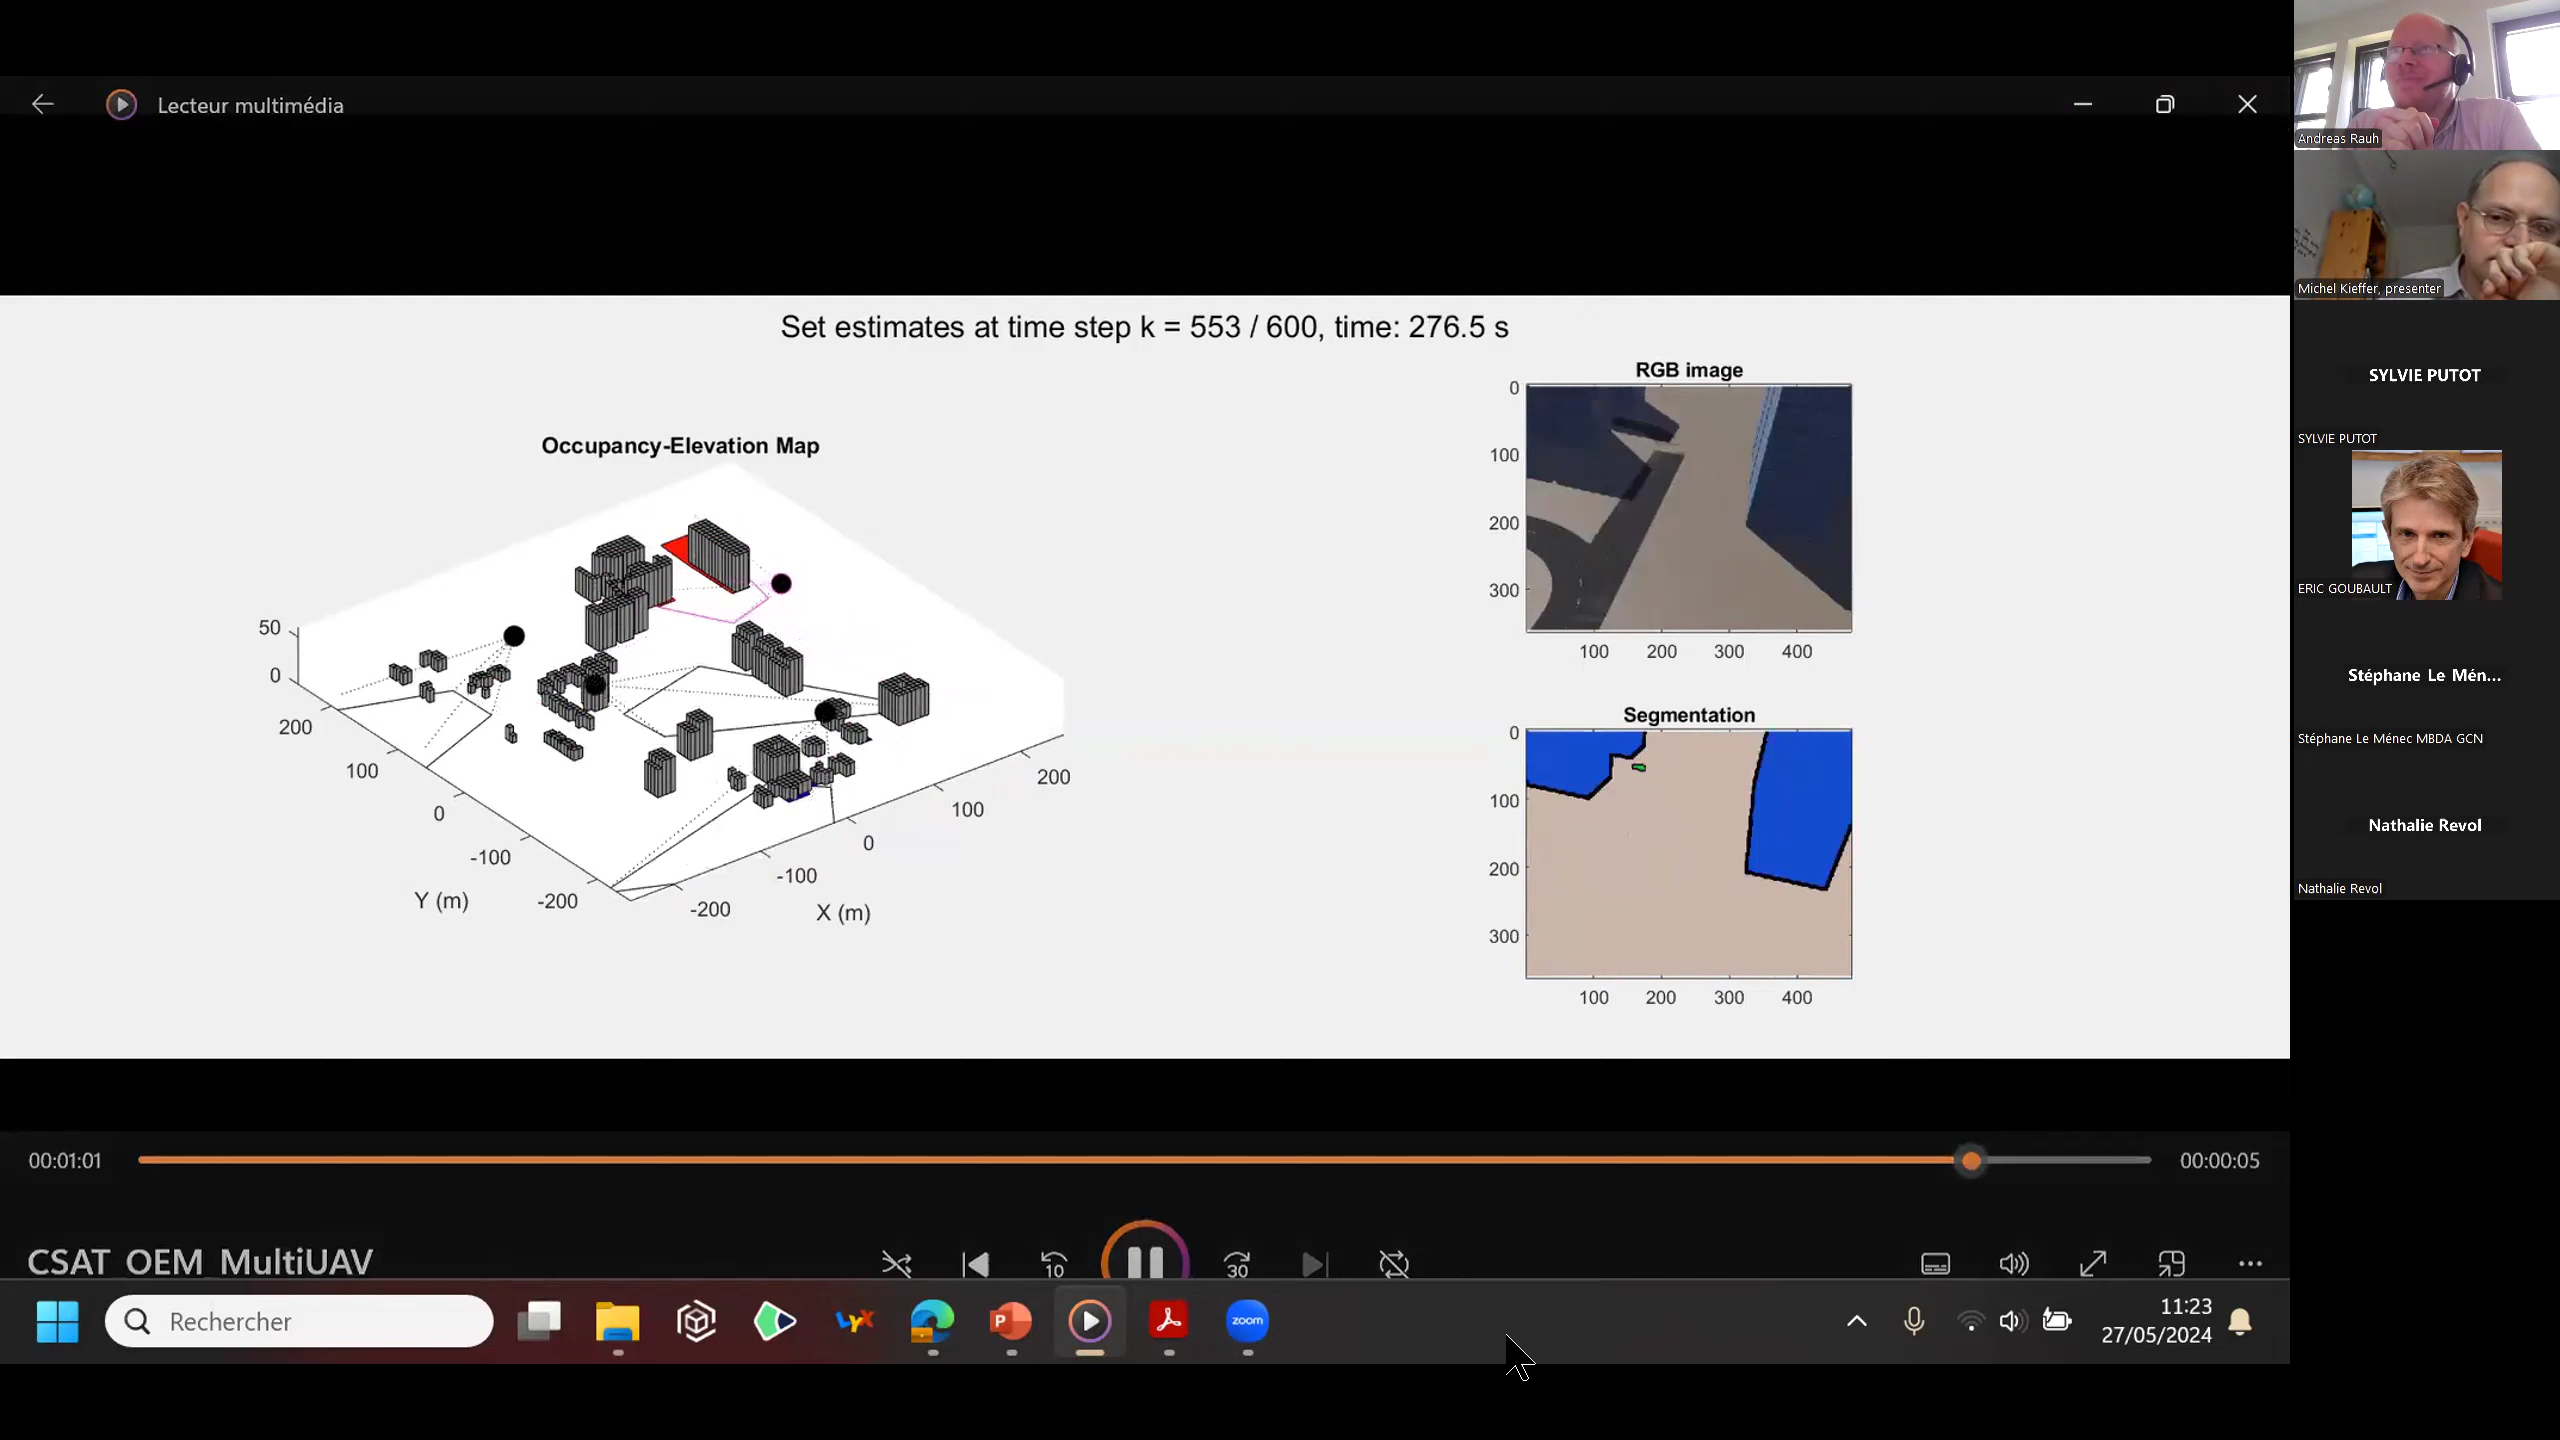 Lecteur multimédia
Set estimates at time step k = 553 / 600, time: 276.5 s
Occupancy-Elevation Map
50
0
200
100
0
-100
-200
Y (m)
-200
-100
0
100
200
X (m)
RGB image
0
100
200
300
100
200
300
400
Segmentation
0
100
200
300
100
200
300
400
00:01:01
00:00:05
CSAT_OEM_MultiUAV
10
30
Rechercher
LyX
P
zoom
11:23
27/05/2024
Andreas Rauh
Michel Kieffer, presenter
SYLVIE PUTOT
SYLVIE PUTOT
ERIC GOUBAULT
Stéphane Le Mén...
Stéphane Le Ménec MBDA GCN
Nathalie Revol
Nathalie Revol